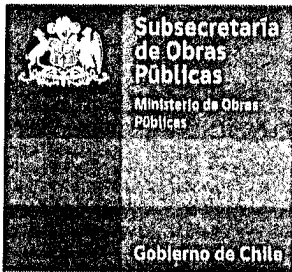 Subsecretaría
de Obras
Públicas
Ministerio de Obras
Públicas
Gobierno de Chile